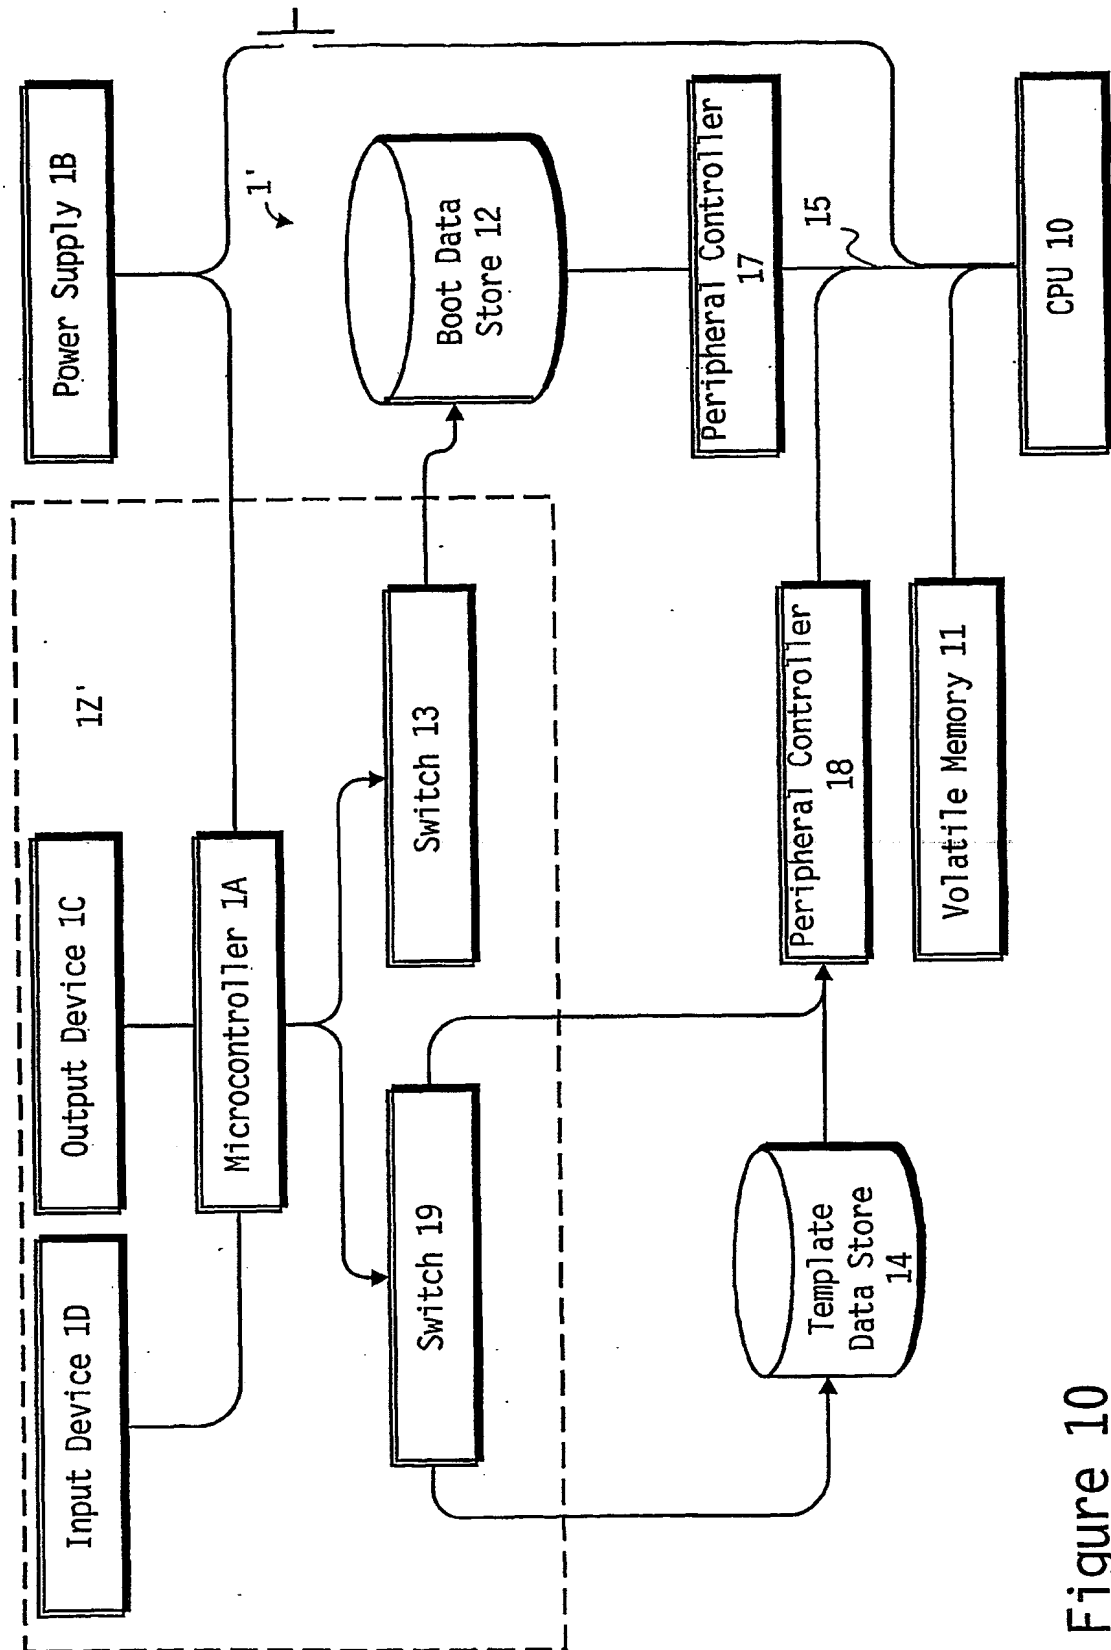 Input Device 1D
Output Device 1C
Power Supply 1B
1Z'
Microcontroller 1A
1'
Switch 19
Switch 13
Boot Data
Store 12
Template
Data Store
14
Peripheral Controller
18
Peripheral Controller
17
15
Volatile Memory 11
CPU 10
Figure 10